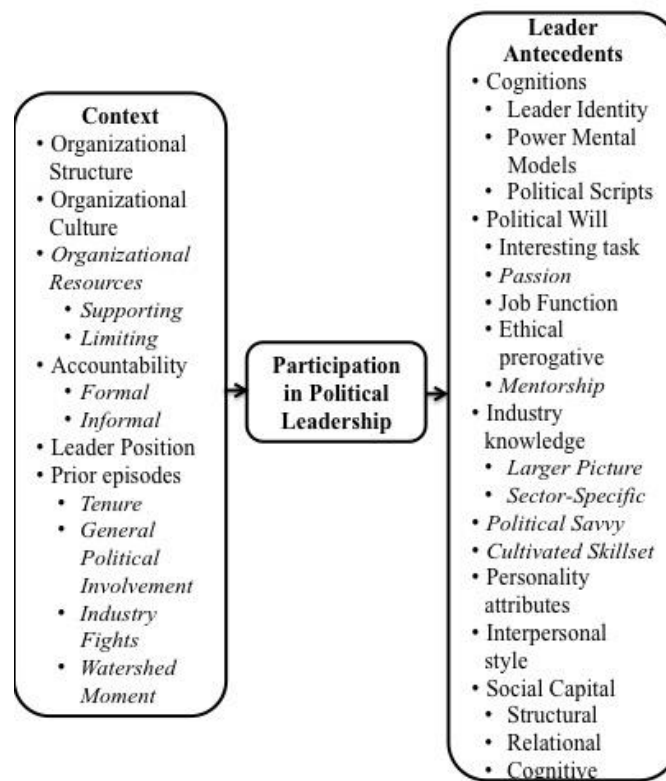 Context
• Organizational
Structure
• Organizational
Culture
• Organizational
Resources
• Supporting
• Limiting
• Accountability
• Formal
• Informal
• Leader Position
• Prior episodes
• Tenure
• General
Political
Involvement
• Industry
Fights
• Watershed
Moment
Participation
in Political
Leadership
Leader
Antecedents
• Cognitions
• Leader Identity
• Power Mental
Models
• Political Scripts
• Political Will
• Interesting task
• Passion
• Job Function
• Ethical
prerogative
• Mentorship
• Industry
knowledge
• Larger Picture
• Sector-Specific
• Political Savvy
• Cultivated Skillset
• Personality
attributes
• Interpersonal
style
• Social Capital
• Structural
• Relational
• Cognitive